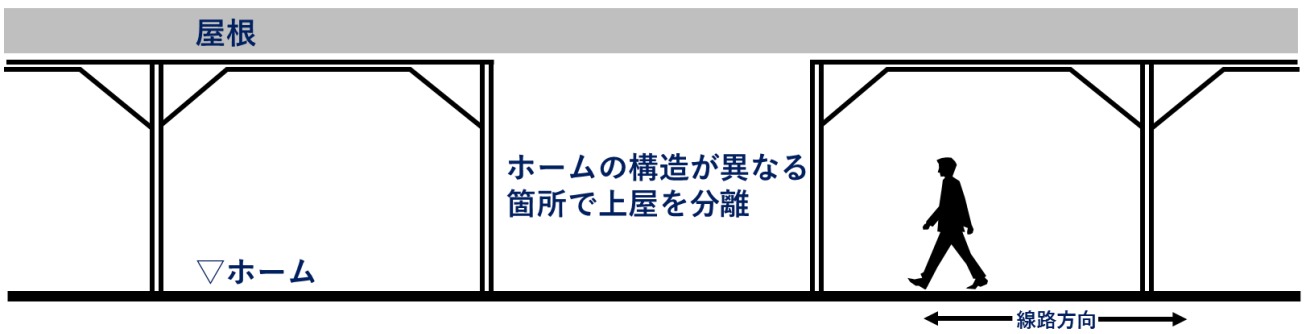 屋根
ホームの構造が異なる
箇所で上屋を分離
▽ホーム
線路方向